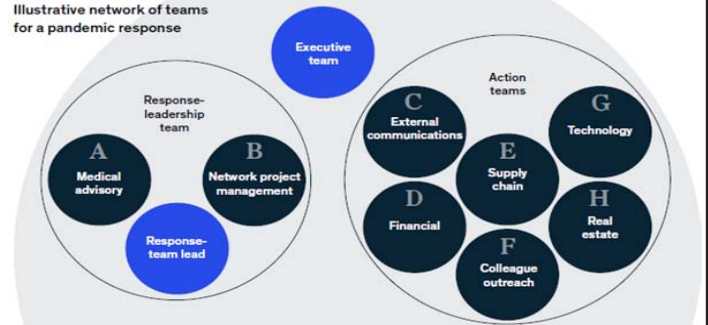 Illustrative network of teams
for a pandemic response
Executive
team
Response-
leadership
team
A
Medical
advisory
B
Network project
management
Response-
team lead
Action
teams
C
External
communications
G
Technology
E
Supply
chain
D
Financial
H
Real
estate
F
Colleague
outreach